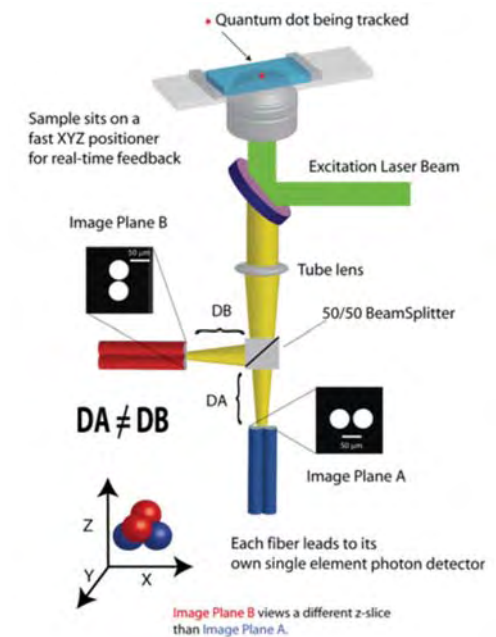 Quantum dot being tracked
Sample sits on a
fast XYZ positioner
for real-time feedback
Excitation Laser Beam
Image Plane B
50 µm
Tube lens
DB
50/50 BeamSplitter
DA
DA ≠ DB
50 µm
Image Plane A
Z
Y
X
Each fiber leads to its
own single element photon detector
Image Plane B views a different z-slice
than Image Plane A.